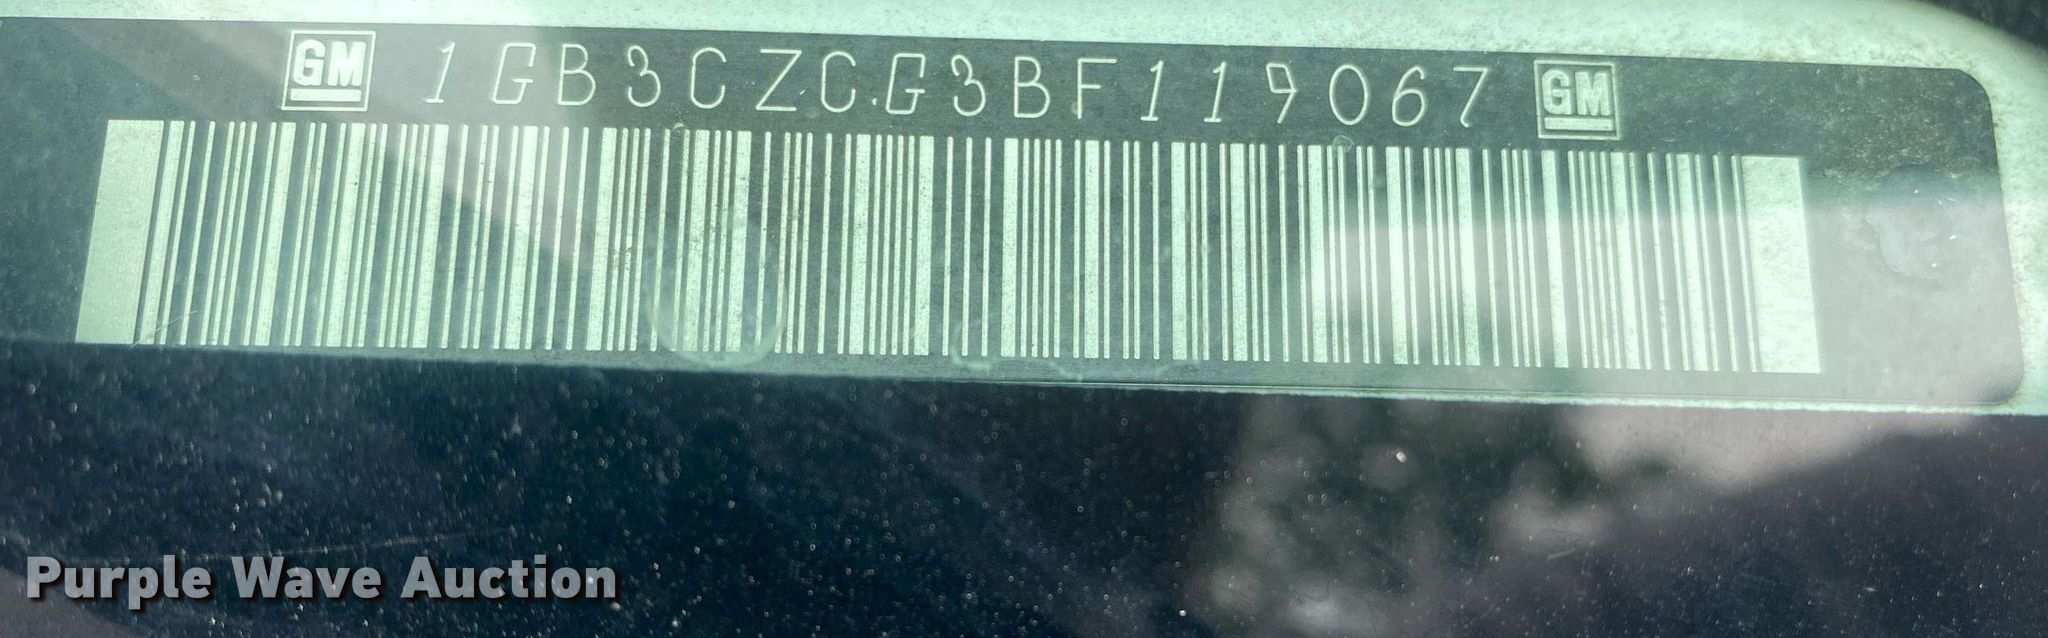 GM 1GB3CZCG3BF119067 GM
Purple Wave Auction